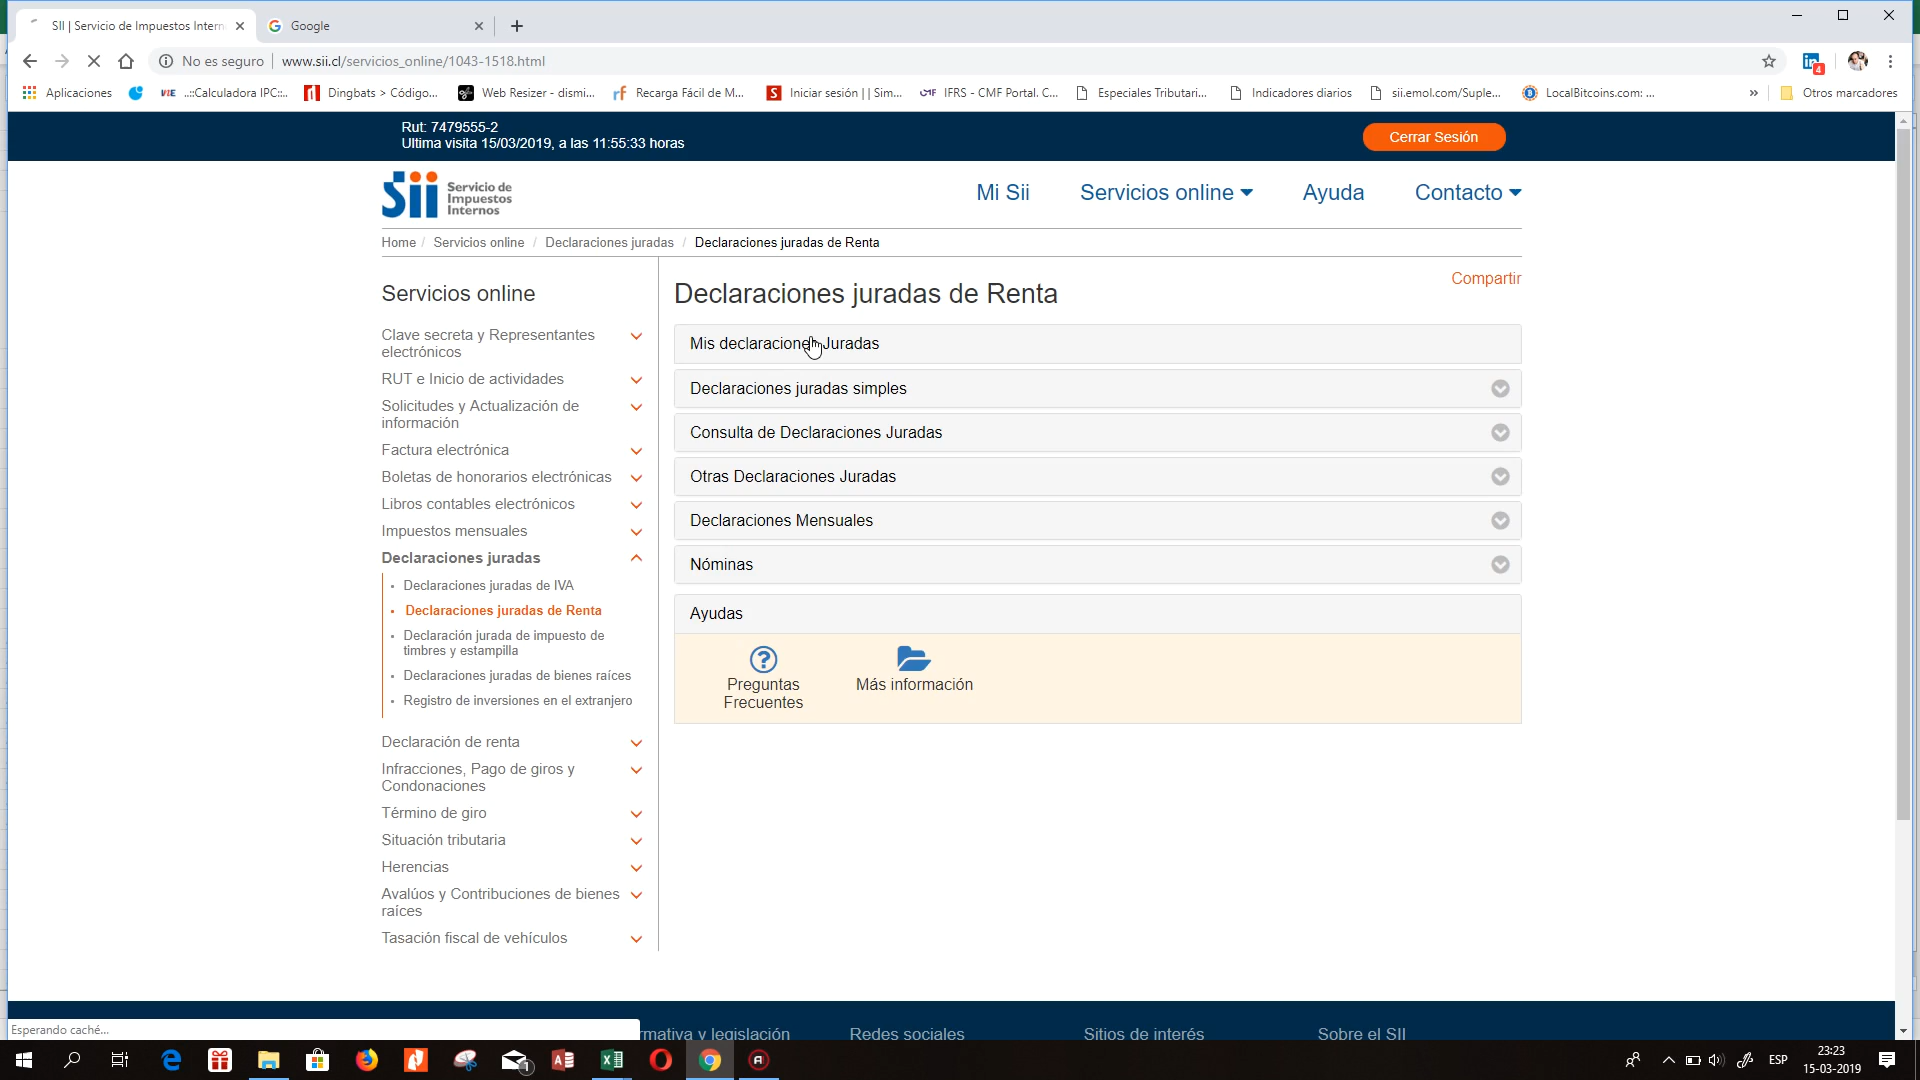 SII | Servicio de Impuestos Intern
Google
No es seguro
www.sii.cl/servicios_online/1043-1518.html
4
Aplicaciones
..::Calculadora IPC::..
Dingbats > Código...
Web Resizer - dismi...
Recarga Fácil de M...
Iniciar sesión | | Sim...
IFRS - CMF Portal. C...
Especiales Tributari...
Indicadores diarios
sii.emol.com/Suple...
LocalBitcoins.com: ...
»
Otros marcadores
Rut: 7479555-2
Ultima visita 15/03/2019, a las 11:55:33 horas
Cerrar Sesión
Sii Servicio de
Impuestos
Internos
Mi Sii
Servicios online
Ayuda
Contacto
Home / Servicios online / Declaraciones juradas / Declaraciones juradas de Renta
Compartir
Servicios online
Clave secreta y Representantes
electrónicos
RUT e Inicio de actividades
Solicitudes y Actualización de
información
Factura electrónica
Boletas de honorarios electrónicas
Libros contables electrónicos
Impuestos mensuales
Declaraciones juradas
Declaraciones juradas de IVA
Declaraciones juradas de Renta
Declaración jurada de impuesto de
timbres y estampilla
Declaraciones juradas de bienes raíces
Registro de inversiones en el extranjero
Declaración de renta
Infracciones, Pago de giros y
Condonaciones
Término de giro
Situación tributaria
Herencias
Avalúos y Contribuciones de bienes
raíces
Tasación fiscal de vehículos
Declaraciones juradas de Renta
Mis declaraciones Juradas
Declaraciones juradas simples
Consulta de Declaraciones Juradas
Otras Declaraciones Juradas
Declaraciones Mensuales
Nóminas
Ayudas
Preguntas
Frecuentes
Más información
Esperando caché...
rmativa y legislación
Redes sociales
Sitios de interés
Sobre el SII
1
ESP
23:23
15-03-2019